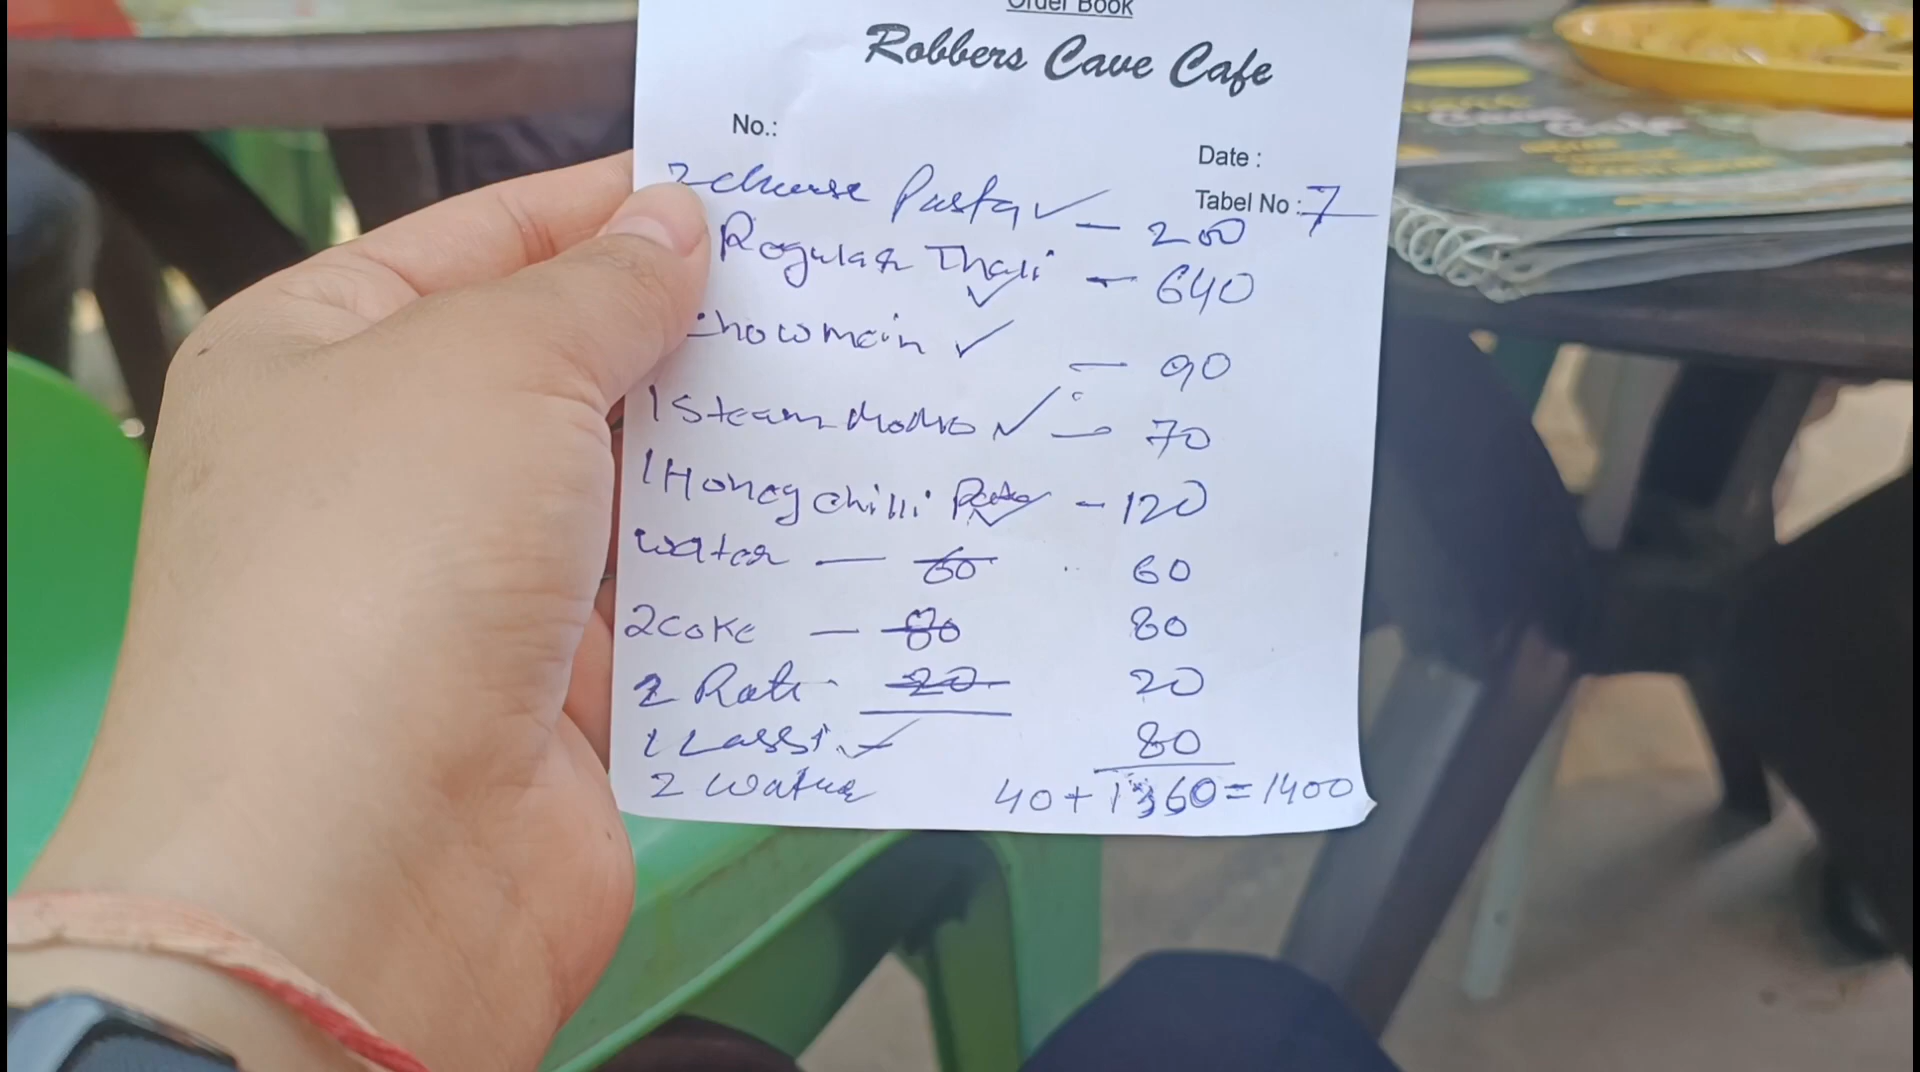 Order Book
Robbers Cave Cafe
No.:
Date :
Tabel No : 7
2 cheese Pasta ✓ — 200
Regular Thali ✓ — 640
chowmein ✓ — 90
1 Steam MoMo ✓ — 70
1 Honey chilli ✓ — 120
water — 60 60
2 coke — 80 80
2 Roti 20 20
1 Lassi ✓ 80
2 water 40 + 1360 = 1400